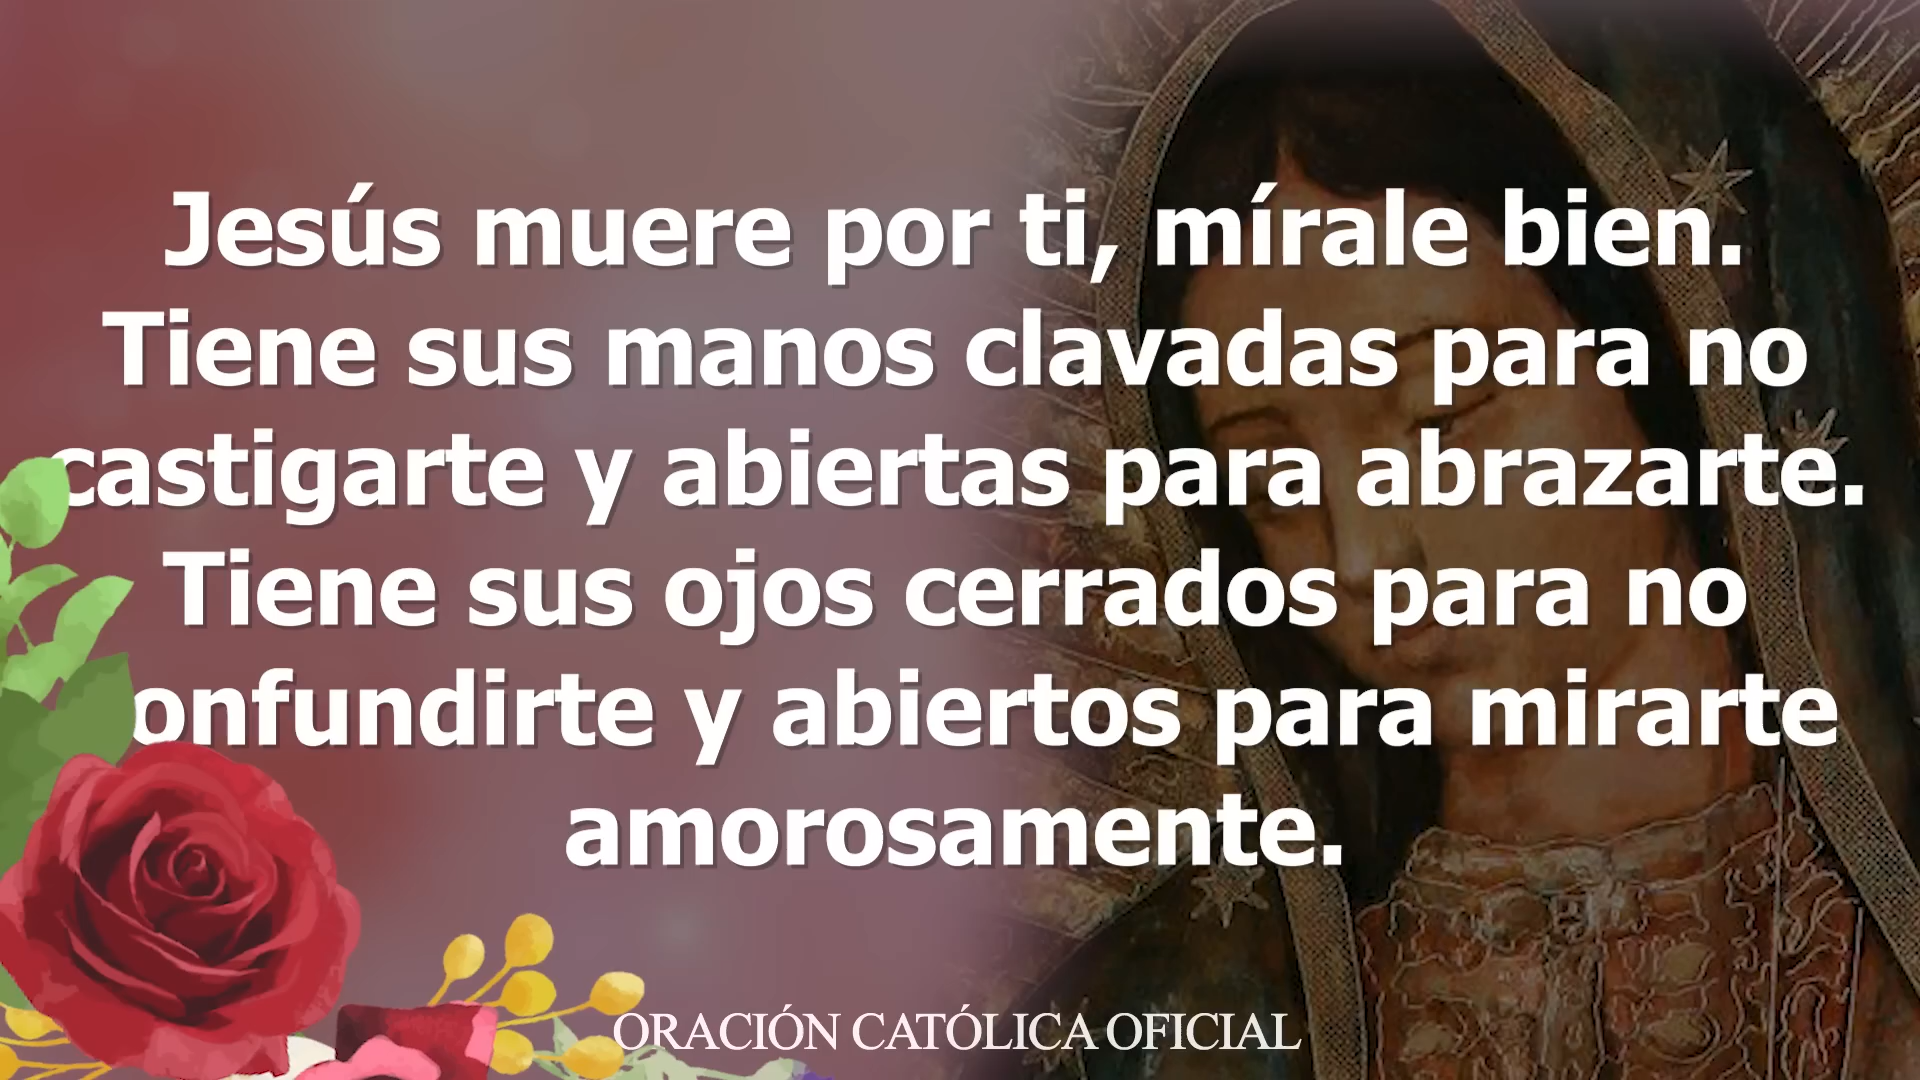 Jesús muere por ti, mírale bien.
Tiene sus manos clavadas para no
castigarte y abiertas para abrazarte.
Tiene sus ojos cerrados para no
onfundirte y abiertos para mirarte
amorosamente.
ORACIÓN CATÓLICA OFICIAL